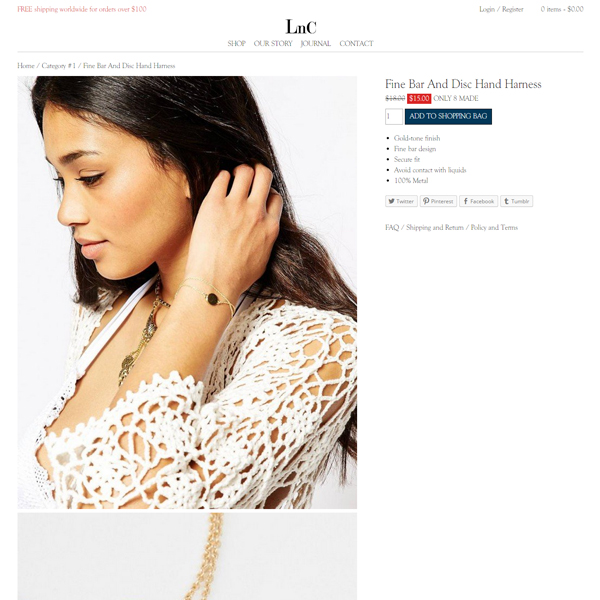 FREE shipping worldwide for orders over $100
Login / Register
0 items - $0.00
LnC
SHOP OUR STORY JOURNAL CONTACT
Home / Category #1 / Fine Bar And Disc Hand Harness
Fine Bar And Disc Hand Harness
$18.00 $15.00 ONLY 8 MADE
1 ADD TO SHOPPING BAG
Gold-tone finish
Fine bar design
Secure fit
Avoid contact with liquids
100% Metal
Twitter Pinterest Facebook Tumblr
FAQ / Shipping and Return / Policy and Terms